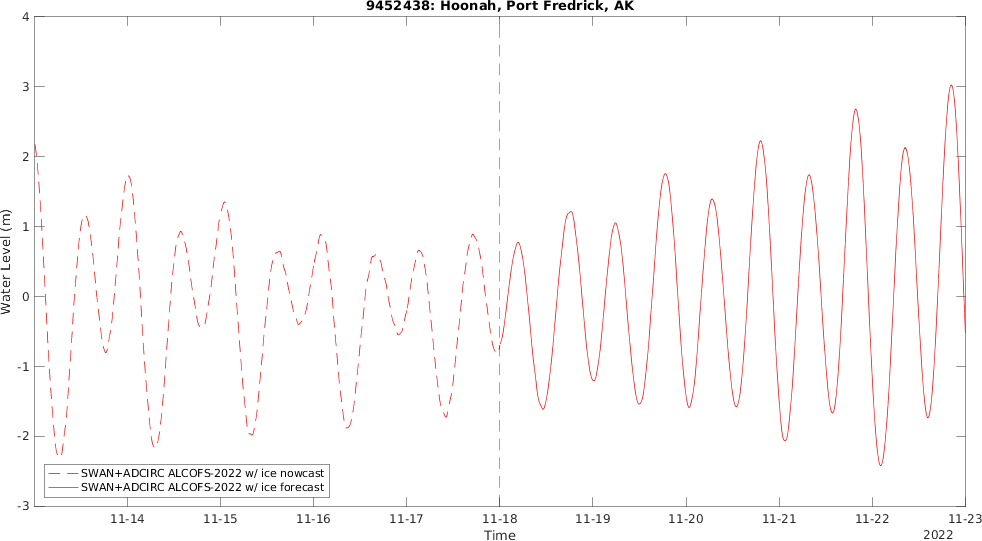 9452438: Hoonah, Port Fredrick, AK
4
3
2
1
0
-1
-2
-3
Water Level (m)
SWAN+ADCIRC ALCOFS-2022 w/ ice nowcast
SWAN+ADCIRC ALCOFS-2022 w/ ice forecast
11-14 11-15 11-16 11-17 11-18 11-19 11-20 11-21 11-22 11-23
Time
2022